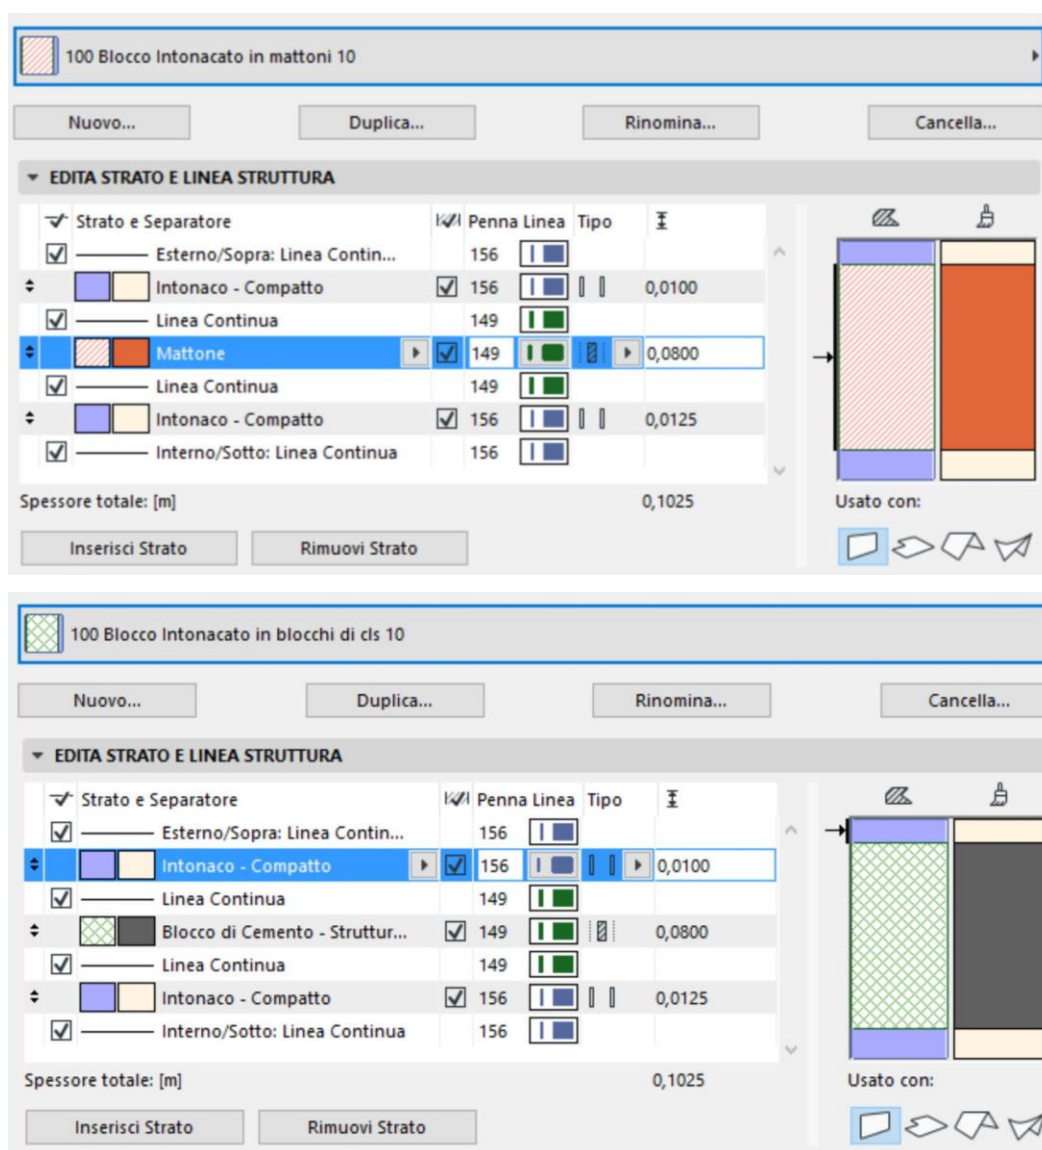 100 Blocco Intonacato in mattoni 10
Nuovo... Duplica... Rinomina... Cancella...
EDITA STRATO E LINEA STRUTTURA
Strato e Separatore Penna Linea Tipo
Esterno/Sopra: Linea Contin... 156
Intonaco - Compatto 156 0,0100
Linea Continua 149
Mattone 149 0,0800
Linea Continua 149
Intonaco - Compatto 156 0,0125
Interno/Sotto: Linea Continua 156
Spessore totale: [m] 0,1025 Usato con:
Inserisci Strato Rimuovi Strato
100 Blocco Intonacato in blocchi di cls 10
Nuovo... Duplica... Rinomina... Cancella...
EDITA STRATO E LINEA STRUTTURA
Strato e Separatore Penna Linea Tipo
Esterno/Sopra: Linea Contin... 156
Intonaco - Compatto 156 0,0100
Linea Continua 149
Blocco di Cemento - Struttur... 149 0,0800
Linea Continua 149
Intonaco - Compatto 156 0,0125
Interno/Sotto: Linea Continua 156
Spessore totale: [m] 0,1025 Usato con:
Inserisci Strato Rimuovi Strato